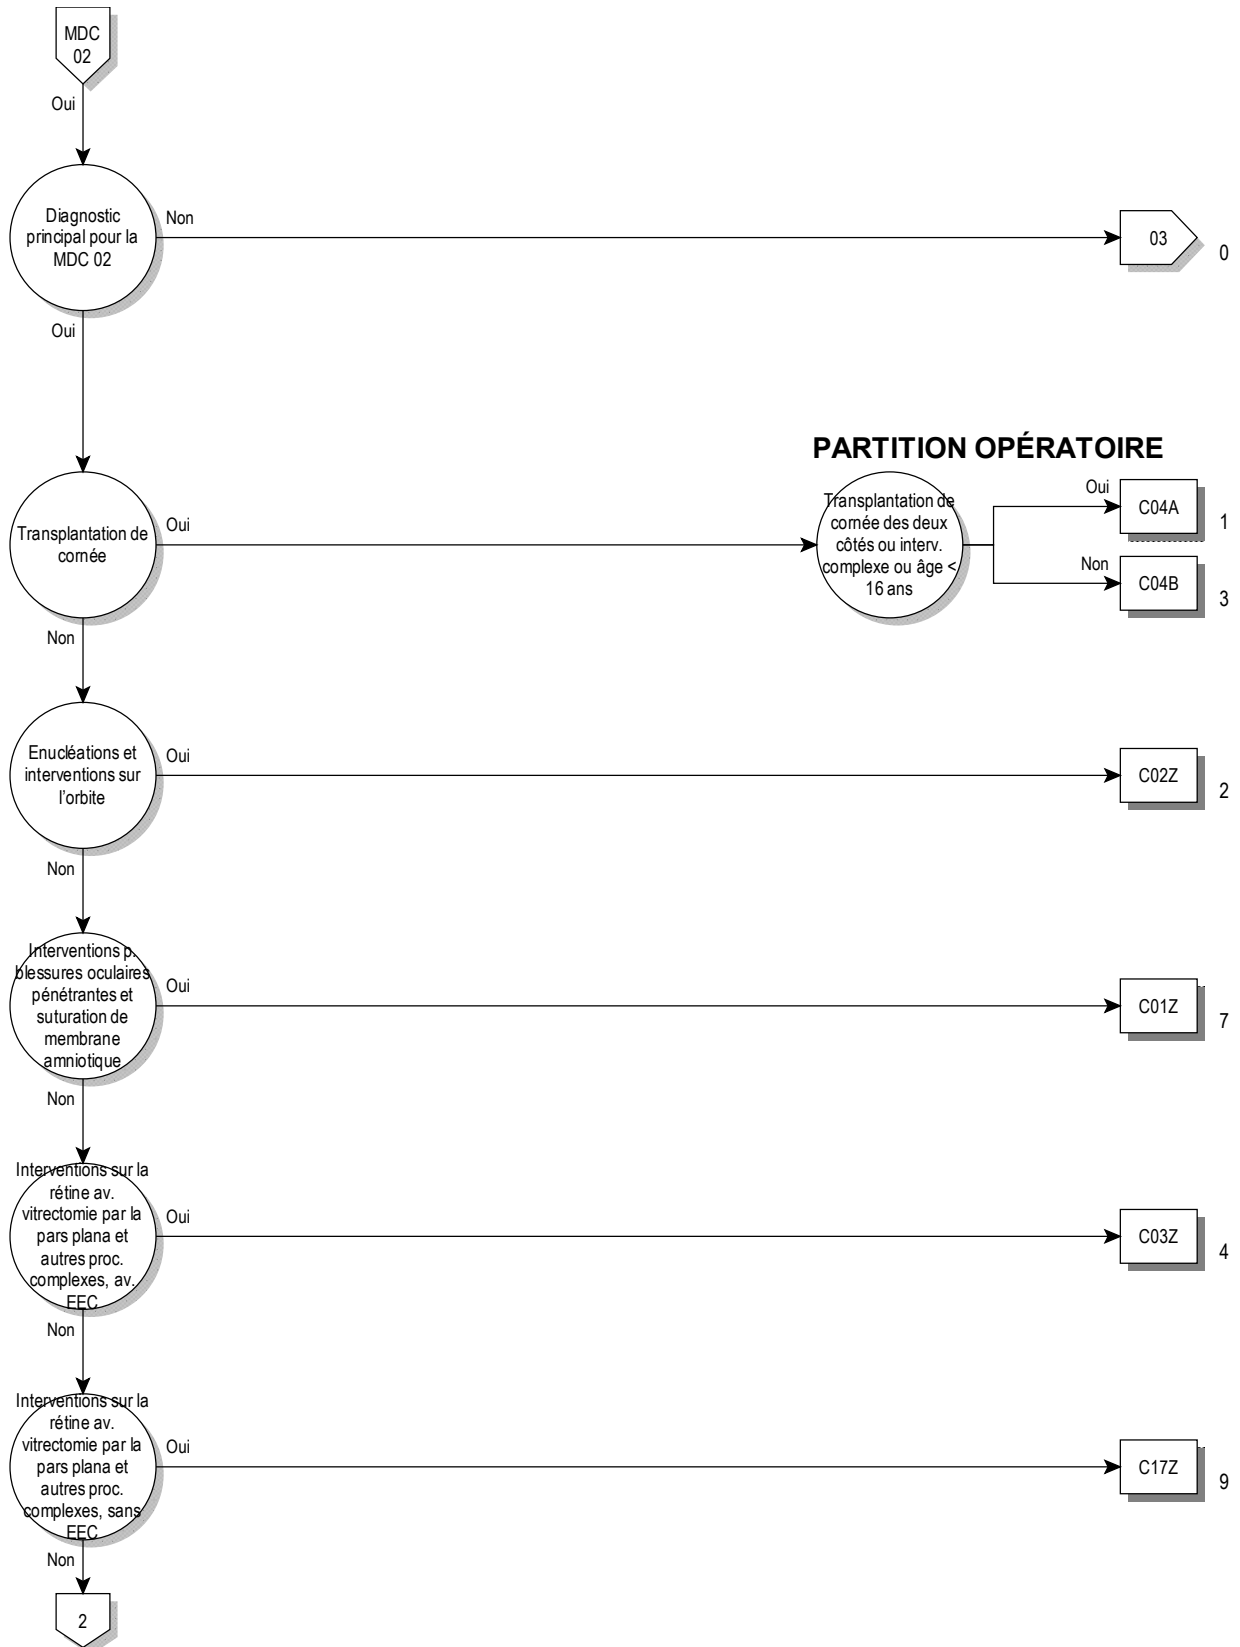 MDC
02
Oui
Diagnostic
principal pour la
MDC 02
Non
03
0
Oui
PARTITION OPÉRATOIRE
Transplantation de
cornée
Oui
Transplantation de
cornée des deux
côtés ou interv.
complexe ou âge <
16 ans
Oui
C04A
1
Non
C04B
3
Non
Enucléations et
interventions sur
l'orbite
Oui
C02Z
2
Non
Interventions p.
blessures oculaires
pénétrantes et
suturation de
membrane
amniotique
Oui
C01Z
7
Non
Interventions sur la
rétine av.
vitrectomie par la
pars plana et
autres proc.
complexes, av.
EEC
Oui
C03Z
4
Non
Interventions sur la
rétine av.
vitrectomie par la
pars plana et
autres proc.
complexes, sans
EEC
Oui
C17Z
9
Non
2